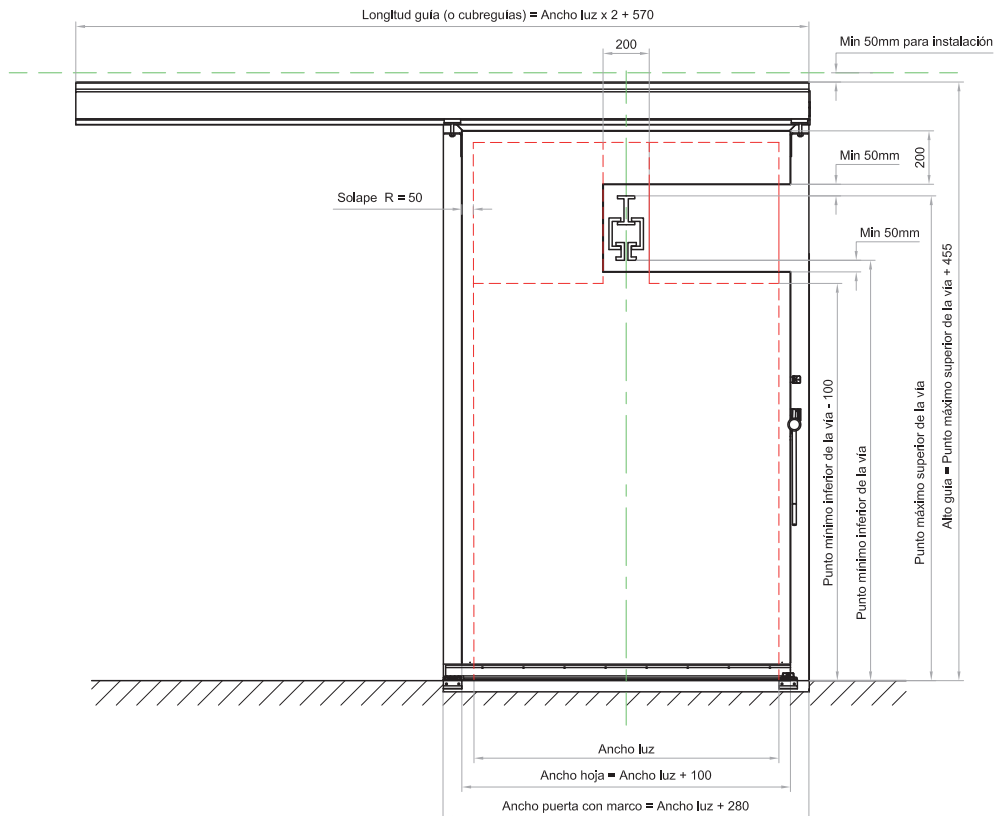 Longitud guía (o cubreguías) = Ancho luz x 2 + 570
Min 50mm para instalación
200
Min 50mm
200
Solape R = 50
Min 50mm
Punto mínimo inferior de la vía - 100
Punto mínimo inferior de la vía
Punto máximo superior de la vía
Alto guía = Punto máximo superior de la vía + 455
Ancho luz
Ancho hoja = Ancho luz + 100
Ancho puerta con marco = Ancho luz + 280